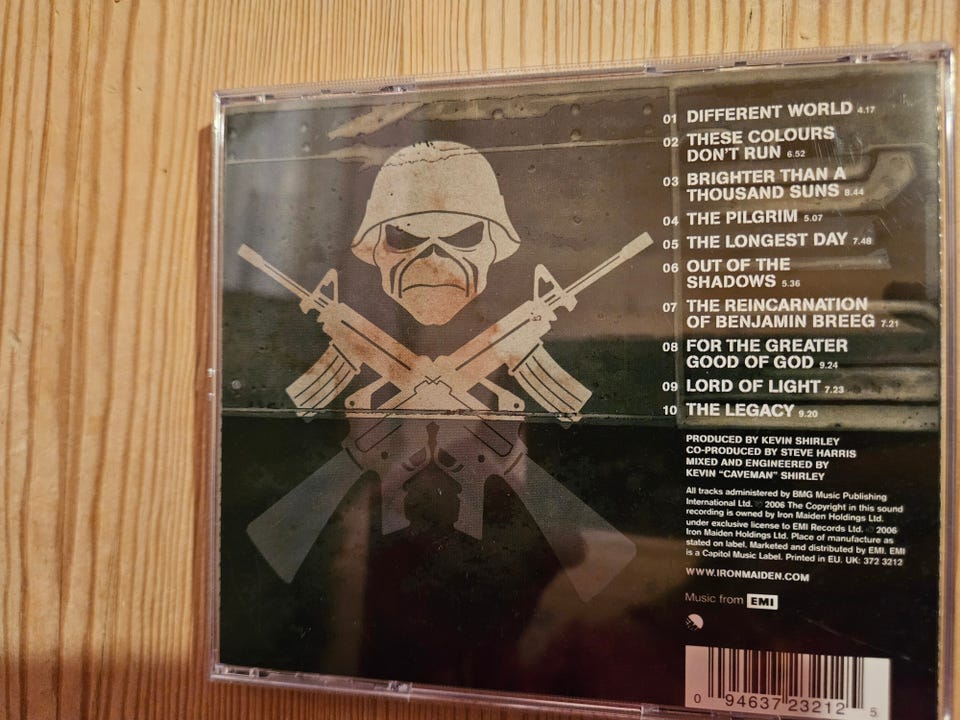 01 DIFFERENT WORLD 4.17
02 THESE COLOURS
DON'T RUN 6.52
03 BRIGHTER THAN A
THOUSAND SUNS 8.44
04 THE PILGRIM 5.07
05 THE LONGEST DAY 7.48
06 OUT OF THE
SHADOWS 5.36
07 THE REINCARNATION
OF BENJAMIN BREEG 7.21
08 FOR THE GREATER
GOOD OF GOD 9.24
09 LORD OF LIGHT 7.23
10 THE LEGACY 9.20
PRODUCED BY KEVIN SHIRLEY
CO-PRODUCED BY STEVE HARRIS
MIXED AND ENGINEERED BY
KEVIN "CAVEMAN" SHIRLEY
All tracks administered by BMG Music Publishing
International Ltd. 2006 The Copyright in this sound
recording is owned by Iron Maiden Holdings Ltd.
under exclusive license to EMI Records Ltd. 2006
Iron Maiden Holdings Ltd. Place of manufacture as
stated on label. Marketed and distributed by EMI. EMI
is a Capitol Music Label. Printed in EU. UK: 372 3212
WWW.IRONMAIDEN.COM
Music from EMI
0 94637 23212 5